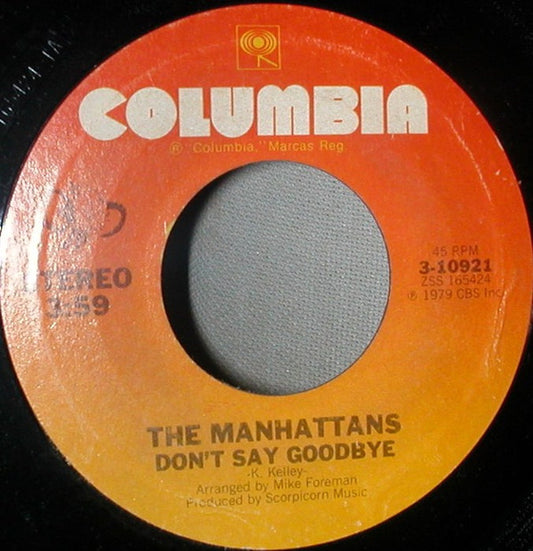 COLUMBIA
® "Columbia," Marcas Reg.
STEREO
3:59
45 RPM
3-10921
ZSS 165424
℗ 1979 CBS Inc.
THE MANHATTANS
DON'T SAY GOODBYE
-K. Kelley-
Arranged by Mike Foreman
Produced by Scorpicorn Music